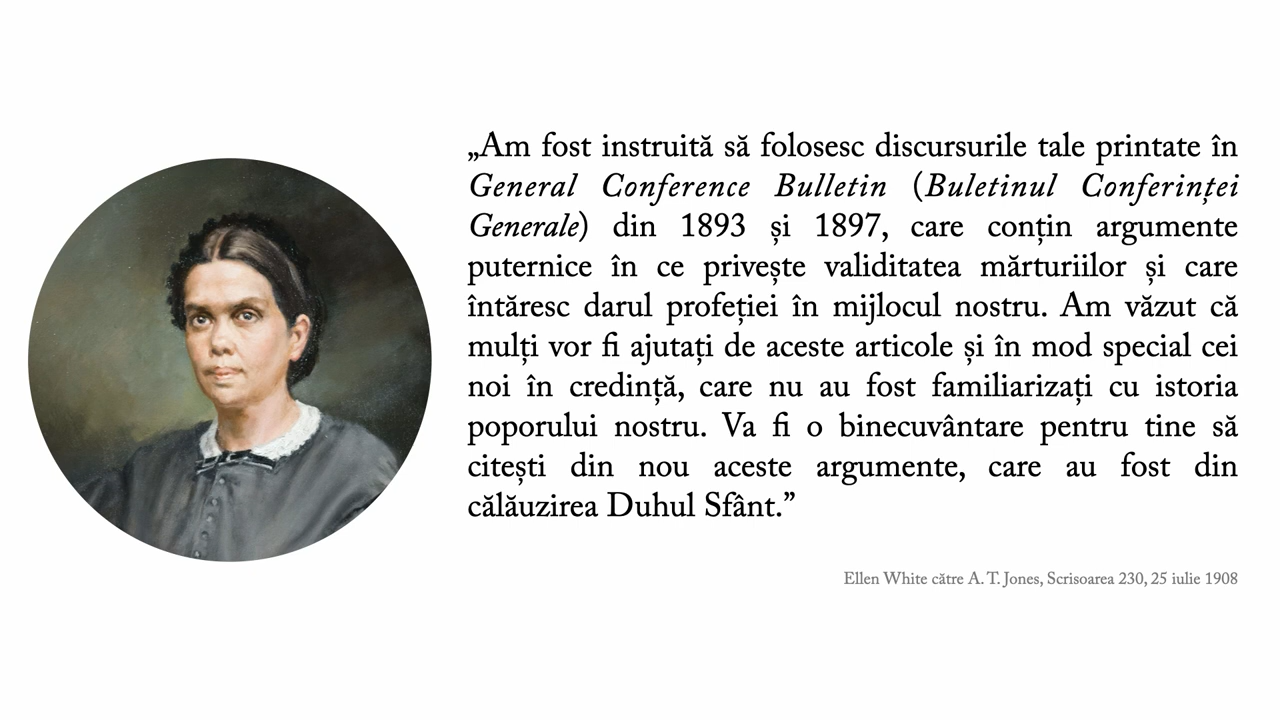 „Am fost instruită să folosesc discursurile tale printate în
General Conference Bulletin (Buletinul Conferinței
Generale) din 1893 și 1897, care conțin argumente
puternice în ce privește validitatea mărturiilor și care
întăresc darul profeției în mijlocul nostru. Am văzut că
mulți vor fi ajutați de aceste articole și în mod special cei
noi în credință, care nu au fost familiarizați cu istoria
poporului nostru. Va fi o binecuvântare pentru tine să
citești din nou aceste argumente, care au fost din
călăuzirea Duhul Sfânt.”
Ellen White către A. T. Jones, Scrisoarea 230, 25 iulie 1908